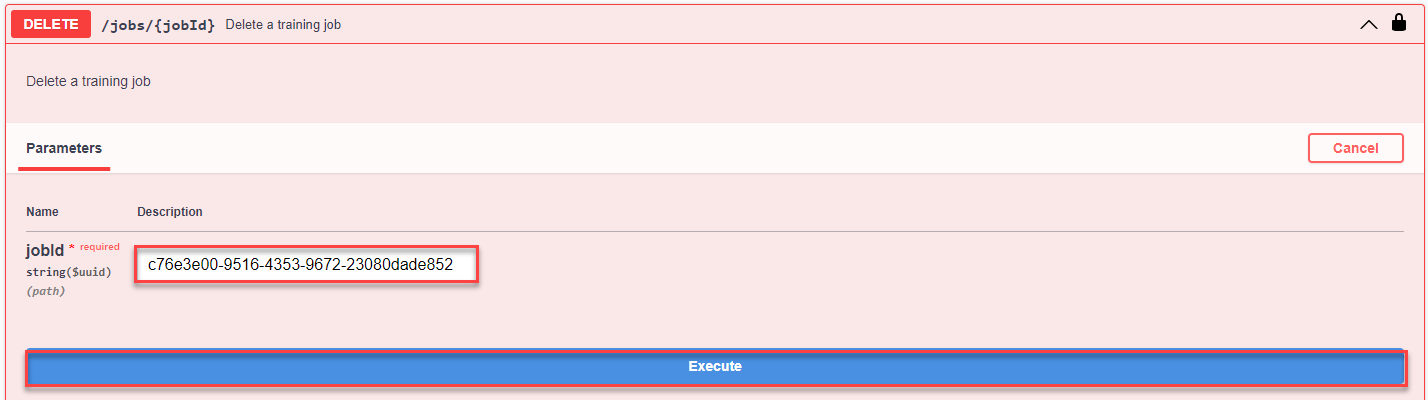 DELETE /jobs/{jobId} Delete a training job
Delete a training job
Parameters Cancel
Name Description
jobId * required
string($uuid) c76e3e00-9516-4353-9672-23080dade852
(path)
Execute